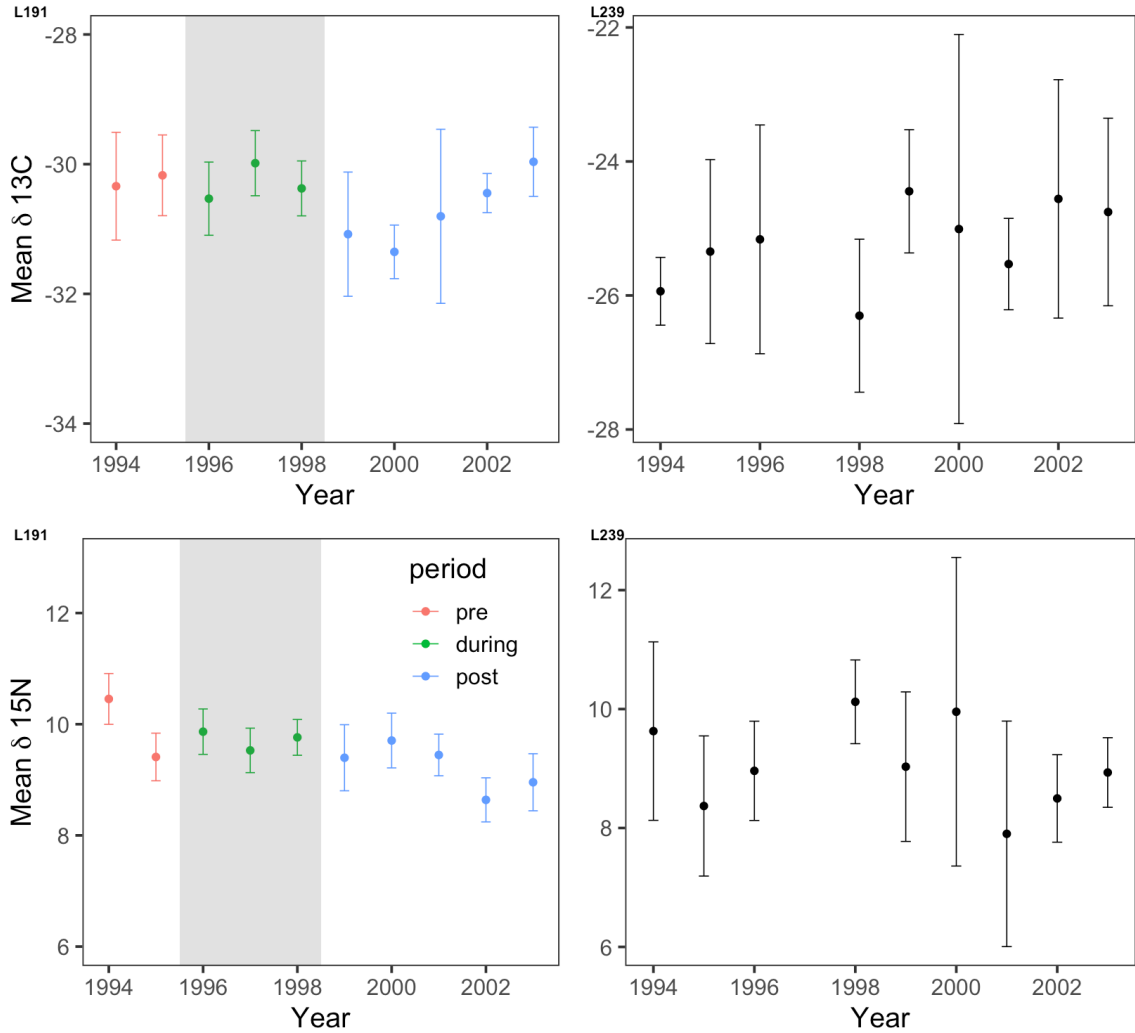 L191
L239
-28
-30
-32
-34
Mean δ 13C
1994 1996 1998 2000 2002
Year
-22
-24
-26
-28
1994 1996 1998 2000 2002
Year
L191
L239
12
10
8
6
Mean δ 15N
period
pre
during
post
1994 1996 1998 2000 2002
Year
12
10
8
6
1994 1996 1998 2000 2002
Year